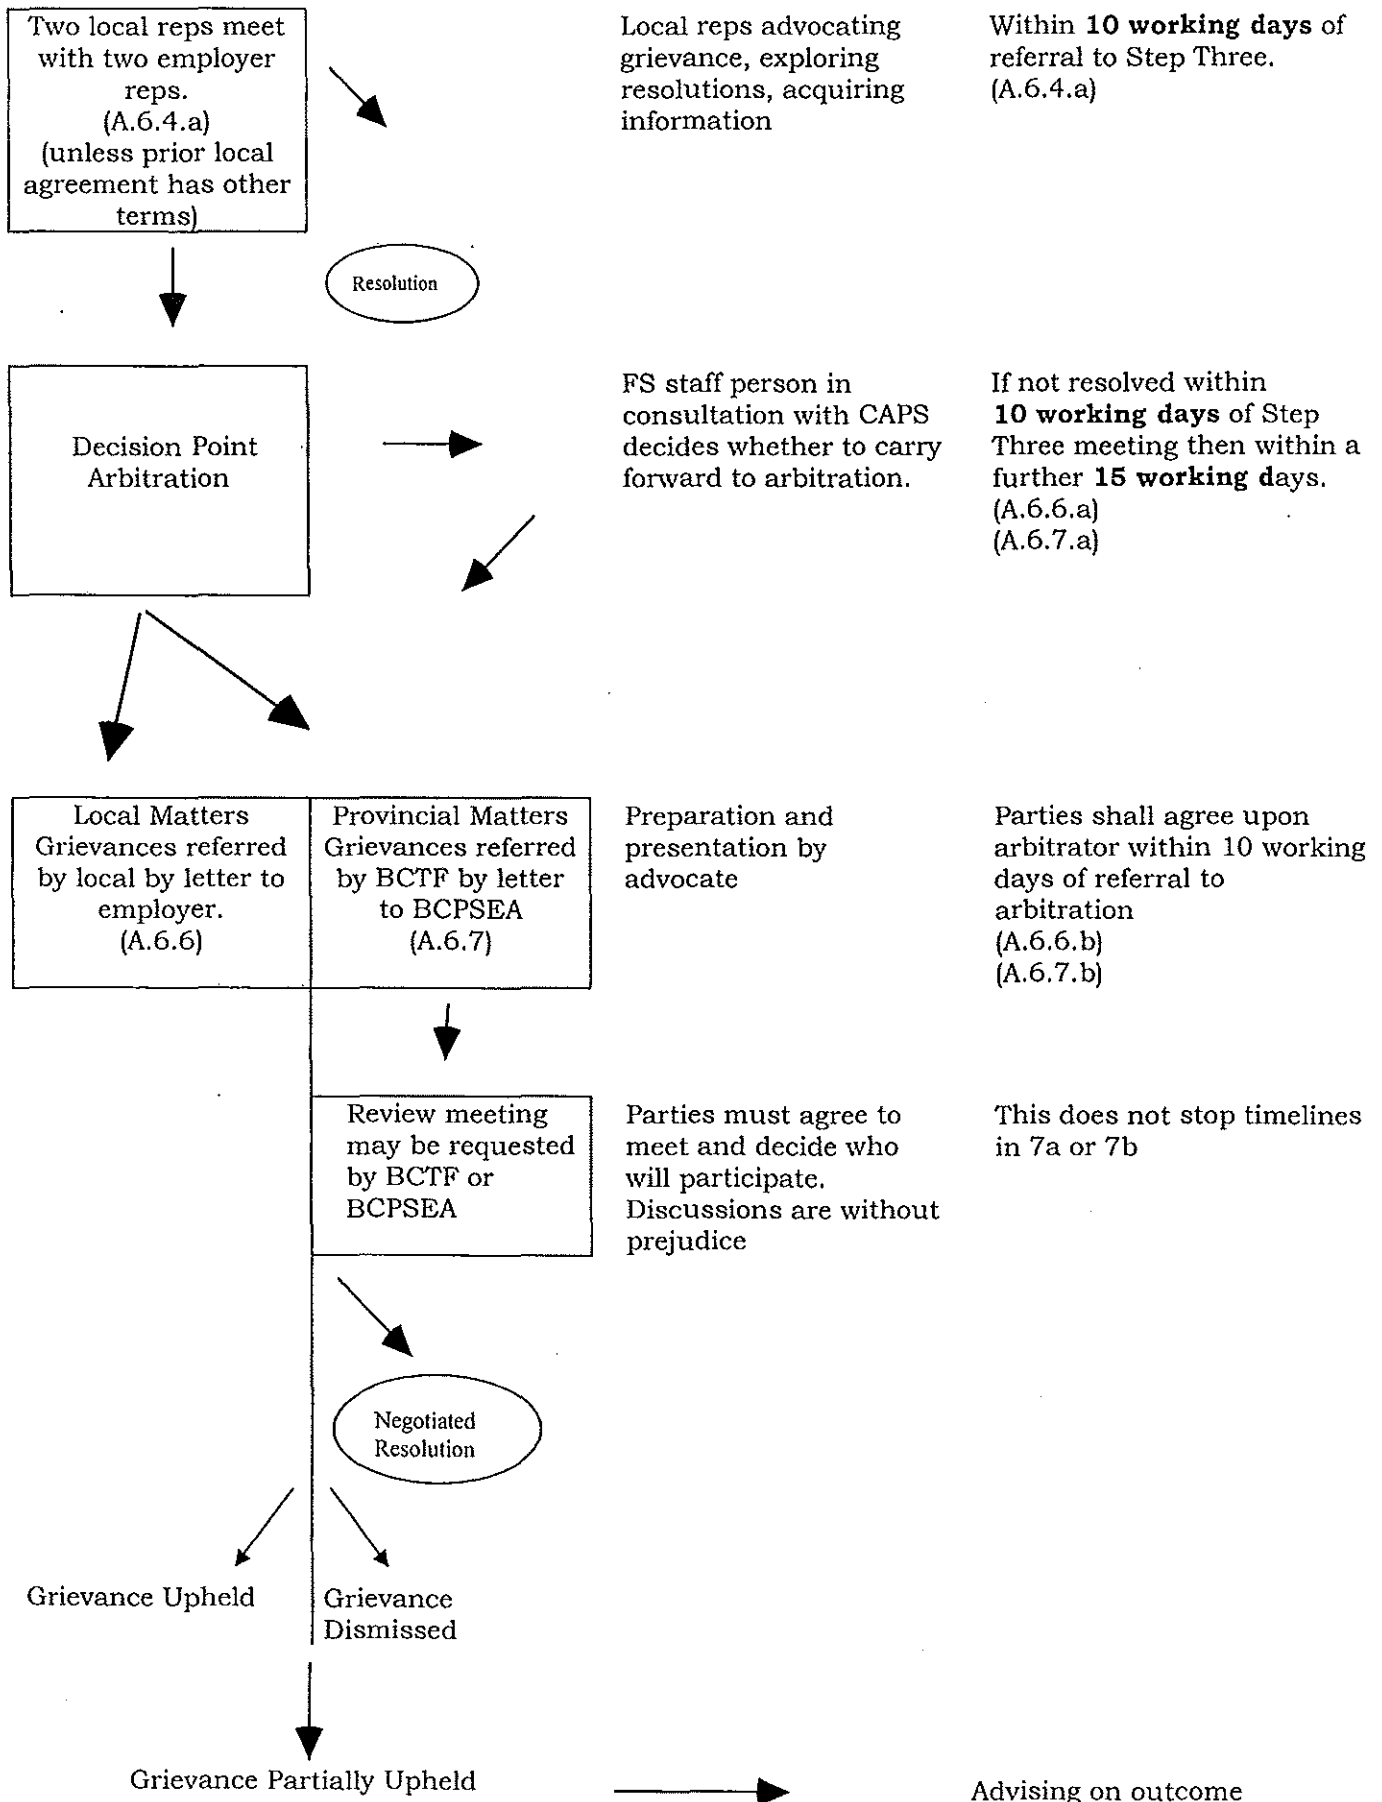 Two local reps meet
with two employer
reps.
(A.6.4.a)
(unless prior local
agreement has other
terms)
Local reps advocating
grievance, exploring
resolutions, acquiring
information
Within 10 working days of
referral to Step Three.
(A.6.4.a)
Resolution
Decision Point
Arbitration
FS staff person in
consultation with CAPS
decides whether to carry
forward to arbitration.
If not resolved within
10 working days of Step
Three meeting then within a
further 15 working days.
(A.6.6.a)
(A.6.7.a)
Local Matters
Grievances referred
by local by letter to
employer.
(A.6.6)
Provincial Matters
Grievances referred
by BCTF by letter
to BCPSEA
(A.6.7)
Preparation and
presentation by
advocate
Parties shall agree upon
arbitrator within 10 working
days of referral to
arbitration
(A.6.6.b)
(A.6.7.b)
Review meeting
may be requested
by BCTF or
BCPSEA
Parties must agree to
meet and decide who
will participate.
Discussions are without
prejudice
This does not stop timelines
in 7a or 7b
Negotiated
Resolution
Grievance Upheld
Grievance
Dismissed
Grievance Partially Upheld
Advising on outcome